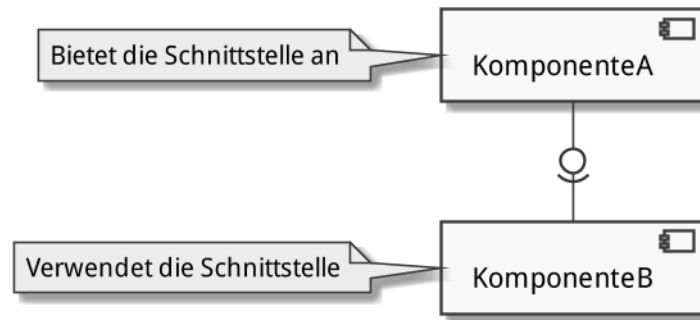 Bietet die Schnittstelle an
KomponenteA
Verwendet die Schnittstelle
KomponenteB